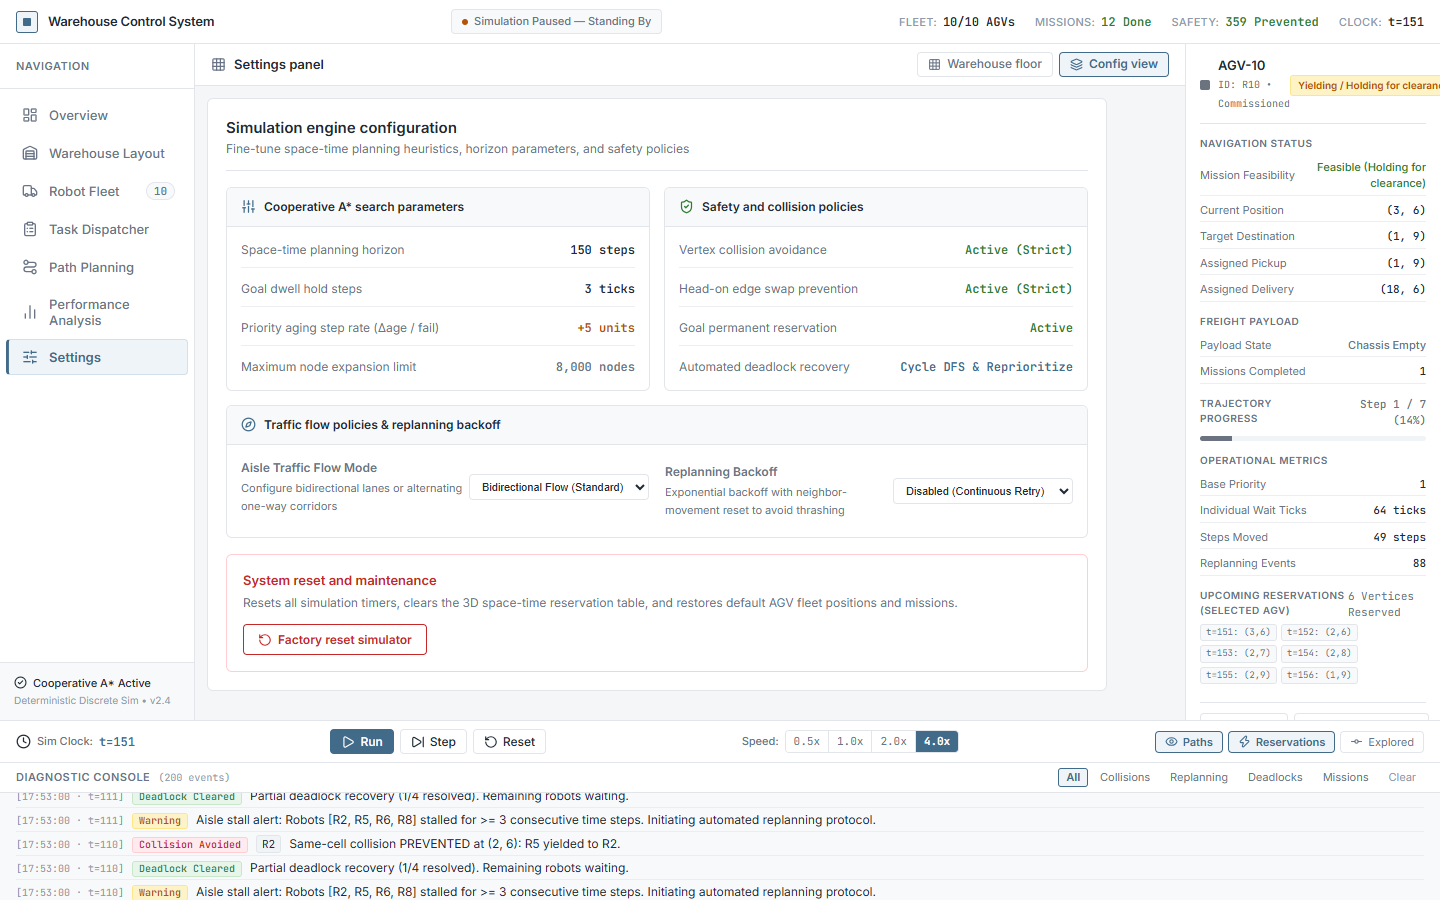 Warehouse Control System
Simulation Paused — Standing By
FLEET: 10/10 AGVs
MISSIONS: 12 Done
SAFETY: 359 Prevented
CLOCK: t=151
NAVIGATION
Overview
Warehouse Layout
Robot Fleet 10
Task Dispatcher
Path Planning
Performance
Analysis
Settings
Cooperative A* Active
Deterministic Discrete Sim • v2.4
Settings panel
Warehouse floor
Config view
Simulation engine configuration
Fine-tune space-time planning heuristics, horizon parameters, and safety policies
Cooperative A* search parameters
Space-time planning horizon 150 steps
Goal dwell hold steps 3 ticks
Priority aging step rate (Δage / fail) +5 units
Maximum node expansion limit 8,000 nodes
Safety and collision policies
Vertex collision avoidance Active (Strict)
Head-on edge swap prevention Active (Strict)
Goal permanent reservation Active
Automated deadlock recovery Cycle DFS & Reprioritize
Traffic flow policies & replanning backoff
Aisle Traffic Flow Mode
Configure bidirectional lanes or alternating
one-way corridors
Bidirectional Flow (Standard)
Replanning Backoff
Exponential backoff with neighbor-
movement reset to avoid thrashing
Disabled (Continuous Retry)
System reset and maintenance
Resets all simulation timers, clears the 3D space-time reservation table, and restores default AGV fleet positions and missions.
Factory reset simulator
AGV-10
ID: R10 •
Commissioned
Yielding / Holding for clearanc
NAVIGATION STATUS
Mission Feasibility Feasible (Holding for
clearance)
Current Position (3, 6)
Target Destination (1, 9)
Assigned Pickup (1, 9)
Assigned Delivery (18, 6)
FREIGHT PAYLOAD
Payload State Chassis Empty
Missions Completed 1
TRAJECTORY
PROGRESS
Step 1 / 7
(14%)
OPERATIONAL METRICS
Base Priority 1
Individual Wait Ticks 64 ticks
Steps Moved 49 steps
Replanning Events 88
UPCOMING RESERVATIONS
(SELECTED AGV)
6 Vertices
Reserved
t=151: (3,6) t=152: (2,6)
t=153: (2,7) t=154: (2,8)
t=155: (2,9) t=156: (1,9)
Sim Clock: t=151
Run
Step
Reset
Speed: 0.5x 1.0x 2.0x 4.0x
Paths
Reservations
Explored
DIAGNOSTIC CONSOLE (200 events)
All Collisions Replanning Deadlocks Missions Clear
[17:53:00 · t=111] Deadlock Cleared Partial deadlock recovery (1/4 resolved). Remaining robots waiting.
[17:53:00 · t=111] Warning Aisle stall alert: Robots [R2, R5, R6, R8] stalled for >= 3 consecutive time steps. Initiating automated replanning protocol.
[17:53:00 · t=110] Collision Avoided R2 Same-cell collision PREVENTED at (2, 6): R5 yielded to R2.
[17:53:00 · t=110] Deadlock Cleared Partial deadlock recovery (1/4 resolved). Remaining robots waiting.
[17:53:00 · t=110] Warning Aisle stall alert: Robots [R2, R5, R6, R8] stalled for >= 3 consecutive time steps. Initiating automated replanning protocol.